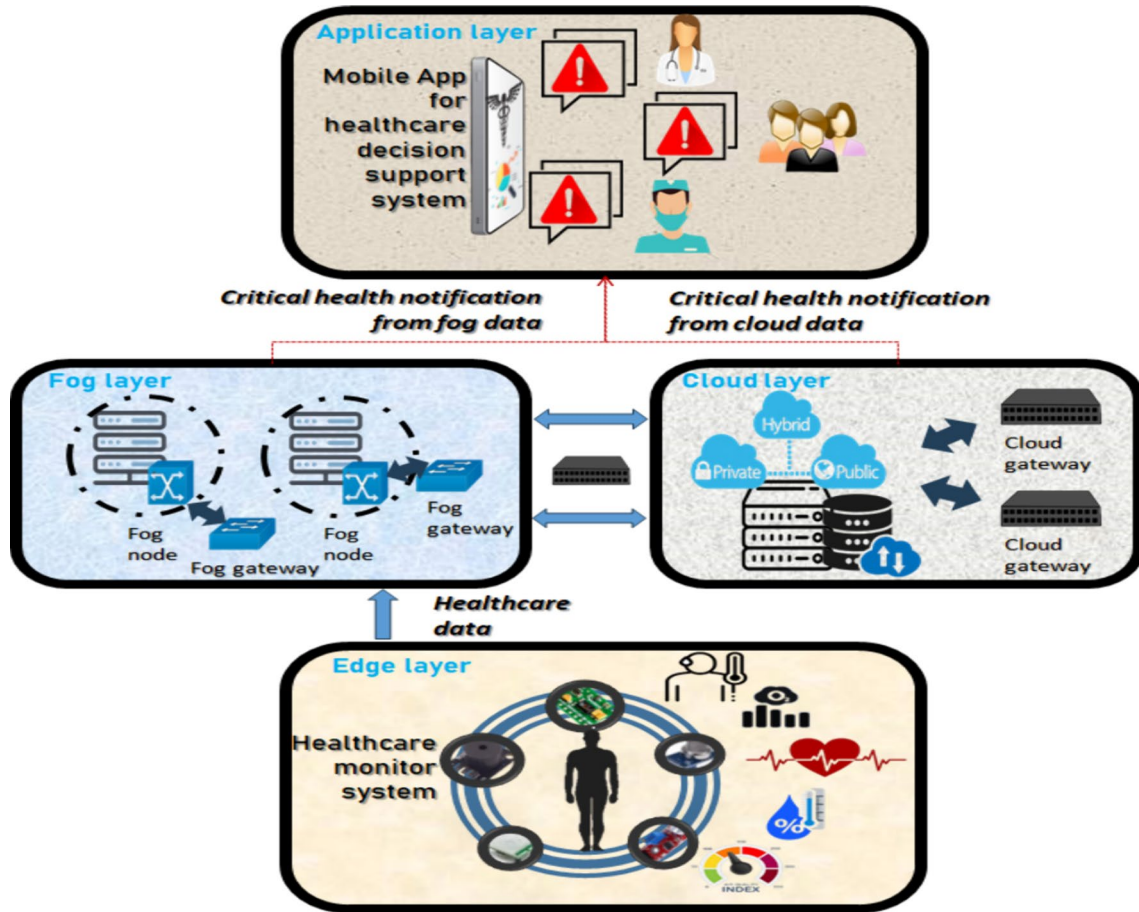 Application layer
Mobile App
for
healthcare
decision
support
system
Critical health notification
from fog data
Critical health notification
from cloud data
Fog layer
Fog
node
Fog gateway
Fog
node
Fog
gateway
Cloud layer
Hybrid
Private
Public
Cloud
gateway
Cloud
gateway
Healthcare
data
Edge layer
Healthcare
monitor
system
%
INDEX